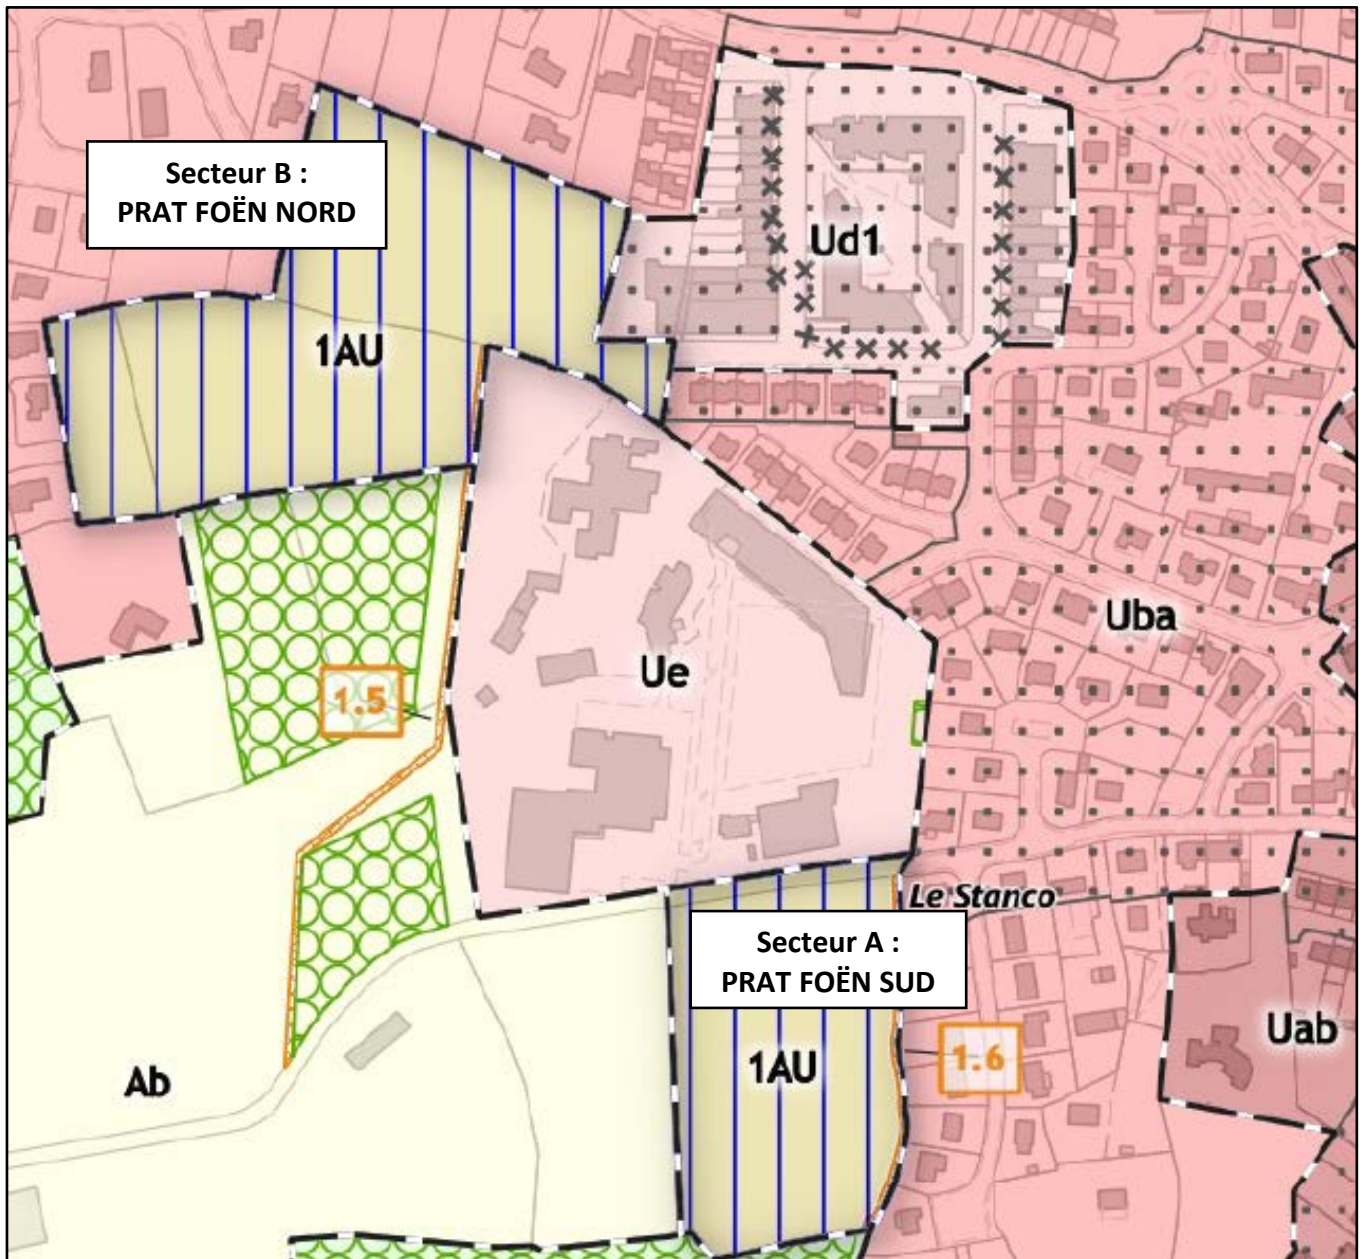 Secteur B :
PRAT FOËN NORD
Ud1
1AU
Uba
Ue
1.5
Le Stanco
Secteur A :
PRAT FOËN SUD
Uab
1.6
1AU
Ab